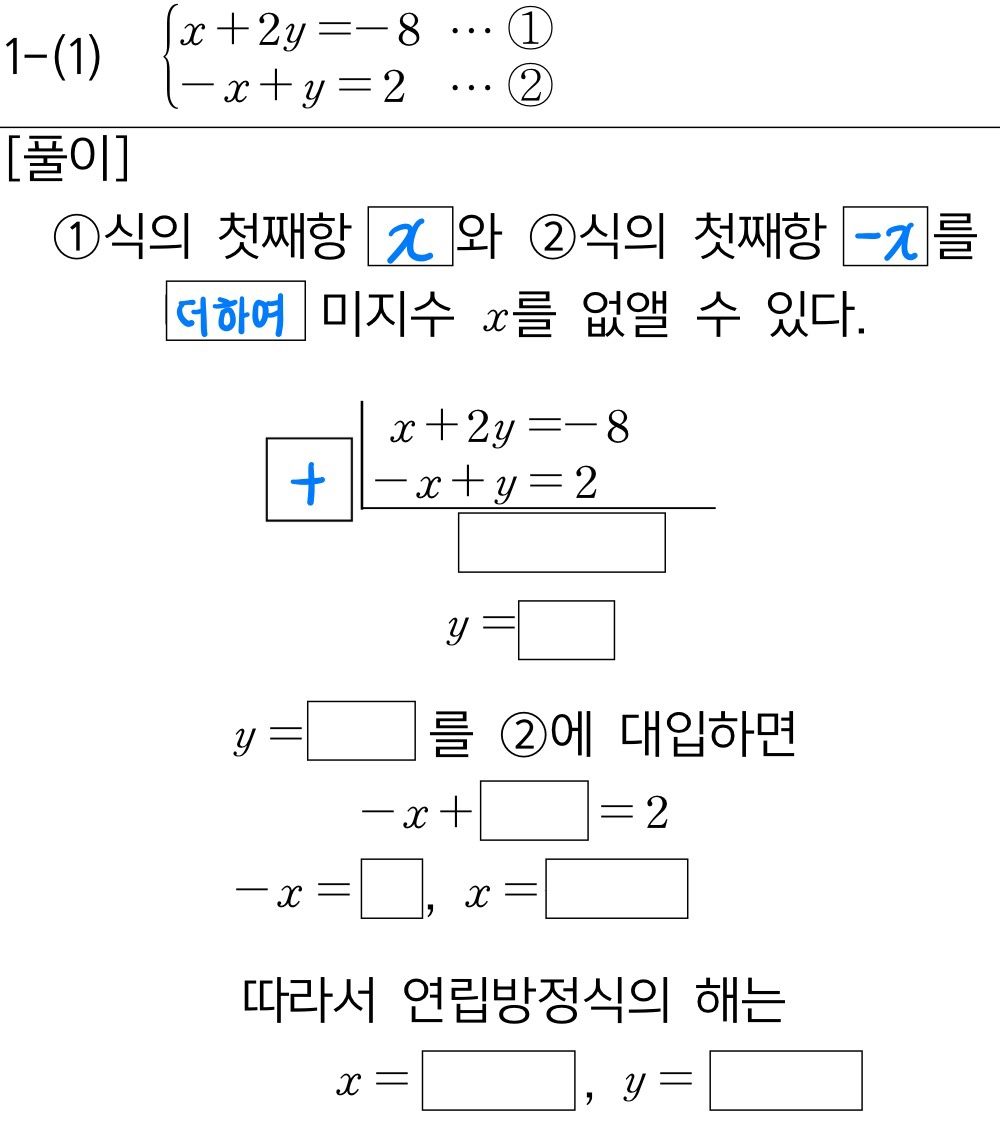 1-(1) x+2y=-8 ⋯ ①
-x+y=2 ⋯ ②
[풀이]
①식의 첫째항 x와 ②식의 첫째항 -x를
더하여 미지수 x를 없앨 수 있다.
x+2y=-8
+ -x+y=2
y=
y= 를 ②에 대입하면
-x+ =2
-x= , x=
따라서 연립방정식의 해는
x= , y=